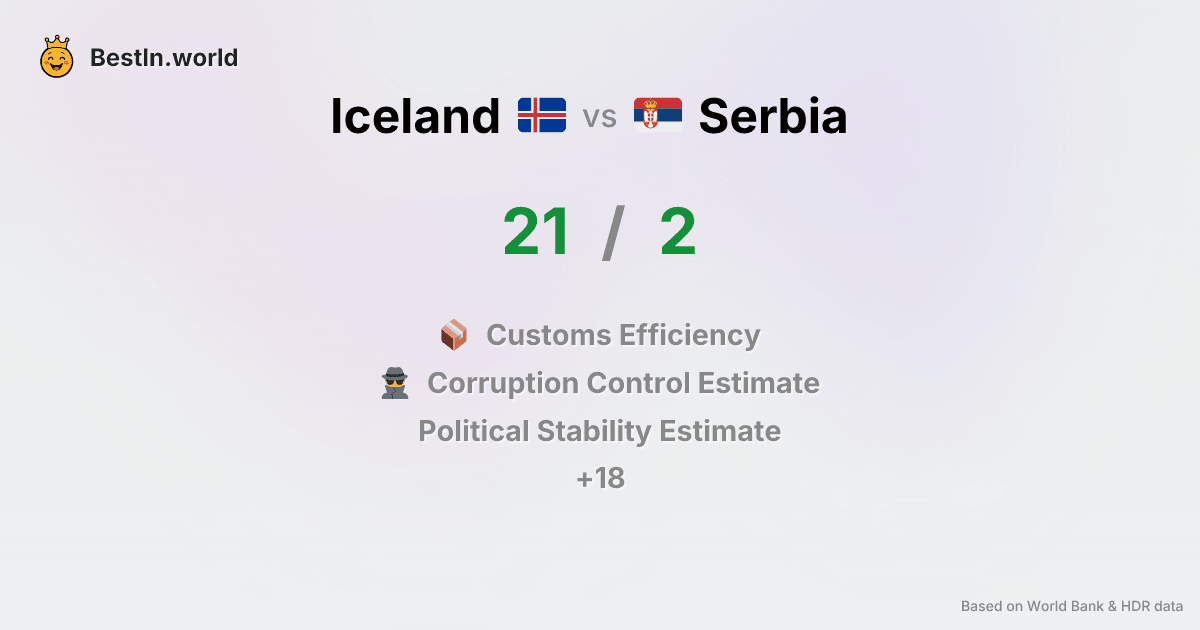 BestIn.world
Iceland vs Serbia
21 / 2
Customs Efficiency
Corruption Control Estimate
Political Stability Estimate
+18
Based on World Bank & HDR data